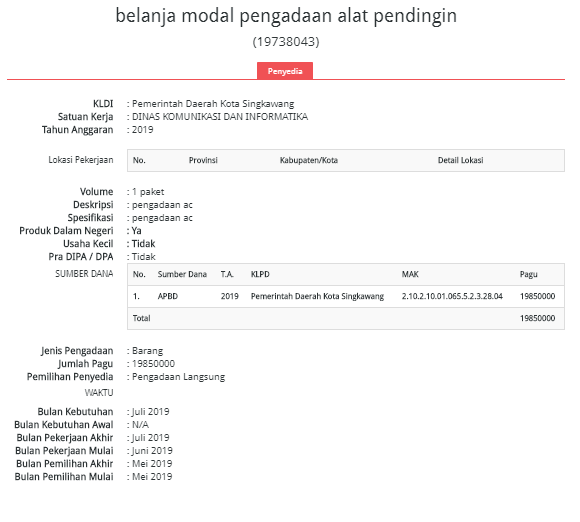 belanja modal pengadaan alat pendingin
(19738043)
Penyedia
KLDI : Pemerintah Daerah Kota Singkawang
Satuan Kerja : DINAS KOMUNIKASI DAN INFORMATIKA
Tahun Anggaran : 2019
Lokasi Pekerjaan No. Provinsi Kabupaten/Kota Detail Lokasi
Volume : 1 paket
Deskripsi : pengadaan ac
Spesifikasi : pengadaan ac
Produk Dalam Negeri : Ya
Usaha Kecil : Tidak
Pra DIPA / DPA : Tidak
SUMBER DANA No. Sumber Dana T.A. KLPD MAK Pagu
1. APBD 2019 Pemerintah Daerah Kota Singkawang 2.10.2.10.01.065.5.2.3.28.04 19850000
Total 19850000
Jenis Pengadaan : Barang
Jumlah Pagu : 19850000
Pemilihan Penyedia : Pengadaan Langsung
WAKTU
Bulan Kebutuhan : Juli 2019
Bulan Kebutuhan Awal : N/A
Bulan Pekerjaan Akhir : Juli 2019
Bulan Pekerjaan Mulai : Juni 2019
Bulan Pemilihan Akhir : Mei 2019
Bulan Pemilihan Mulai : Mei 2019